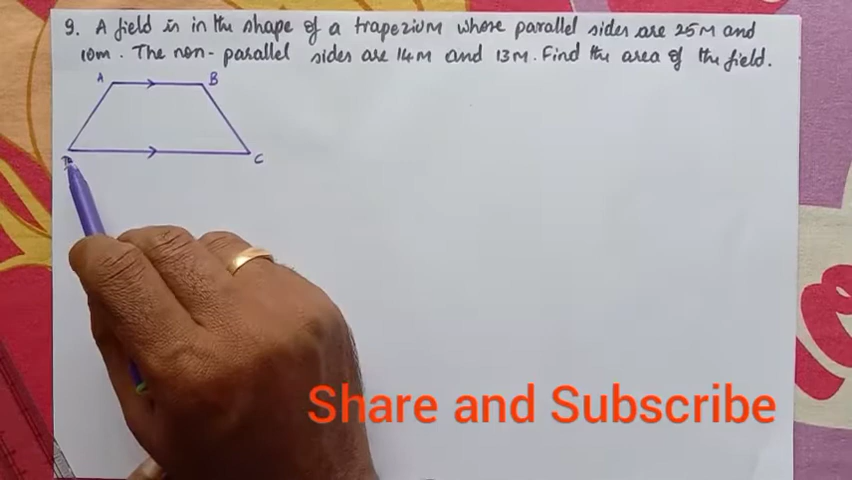 9. A field is in the shape of a trapezium whose parallel sides are 25m and
10m. The non-parallel sides are 14m and 13m. Find the area of the field.
A B
C
Share and Subscribe